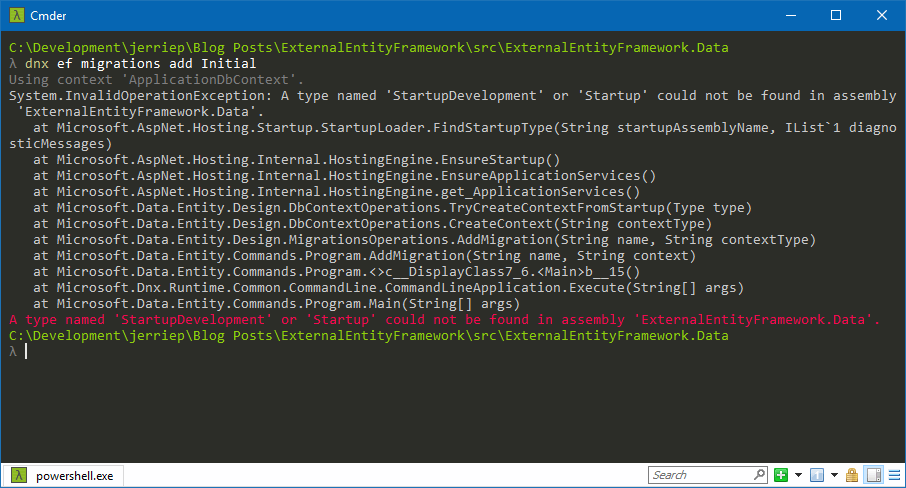 λ Cmder
C:\Development\jerriep\Blog Posts\ExternalEntityFramework\src\ExternalEntityFramework.Data
λ dnx ef migrations add Initial
Using context 'ApplicationDbContext'.
System.InvalidOperationException: A type named 'StartupDevelopment' or 'Startup' could not be found in assembly
'ExternalEntityFramework.Data'.
at Microsoft.AspNet.Hosting.Startup.StartupLoader.FindStartupType(String startupAssemblyName, IList`1 diagno
sticMessages)
at Microsoft.AspNet.Hosting.Internal.HostingEngine.EnsureStartup()
at Microsoft.AspNet.Hosting.Internal.HostingEngine.EnsureApplicationServices()
at Microsoft.AspNet.Hosting.Internal.HostingEngine.get_ApplicationServices()
at Microsoft.Data.Entity.Design.DbContextOperations.TryCreateContextFromStartup(Type type)
at Microsoft.Data.Entity.Design.DbContextOperations.CreateContext(String contextType)
at Microsoft.Data.Entity.Design.MigrationsOperations.AddMigration(String name, String contextType)
at Microsoft.Data.Entity.Commands.Program.AddMigration(String name, String context)
at Microsoft.Data.Entity.Commands.Program.<>c__DisplayClass7_6.<Main>b__15()
at Microsoft.Dnx.Runtime.Common.CommandLine.CommandLineApplication.Execute(String[] args)
at Microsoft.Data.Entity.Commands.Program.Main(String[] args)
A type named 'StartupDevelopment' or 'Startup' could not be found in assembly 'ExternalEntityFramework.Data'.
C:\Development\jerriep\Blog Posts\ExternalEntityFramework\src\ExternalEntityFramework.Data
λ
λ powershell.exe
Search